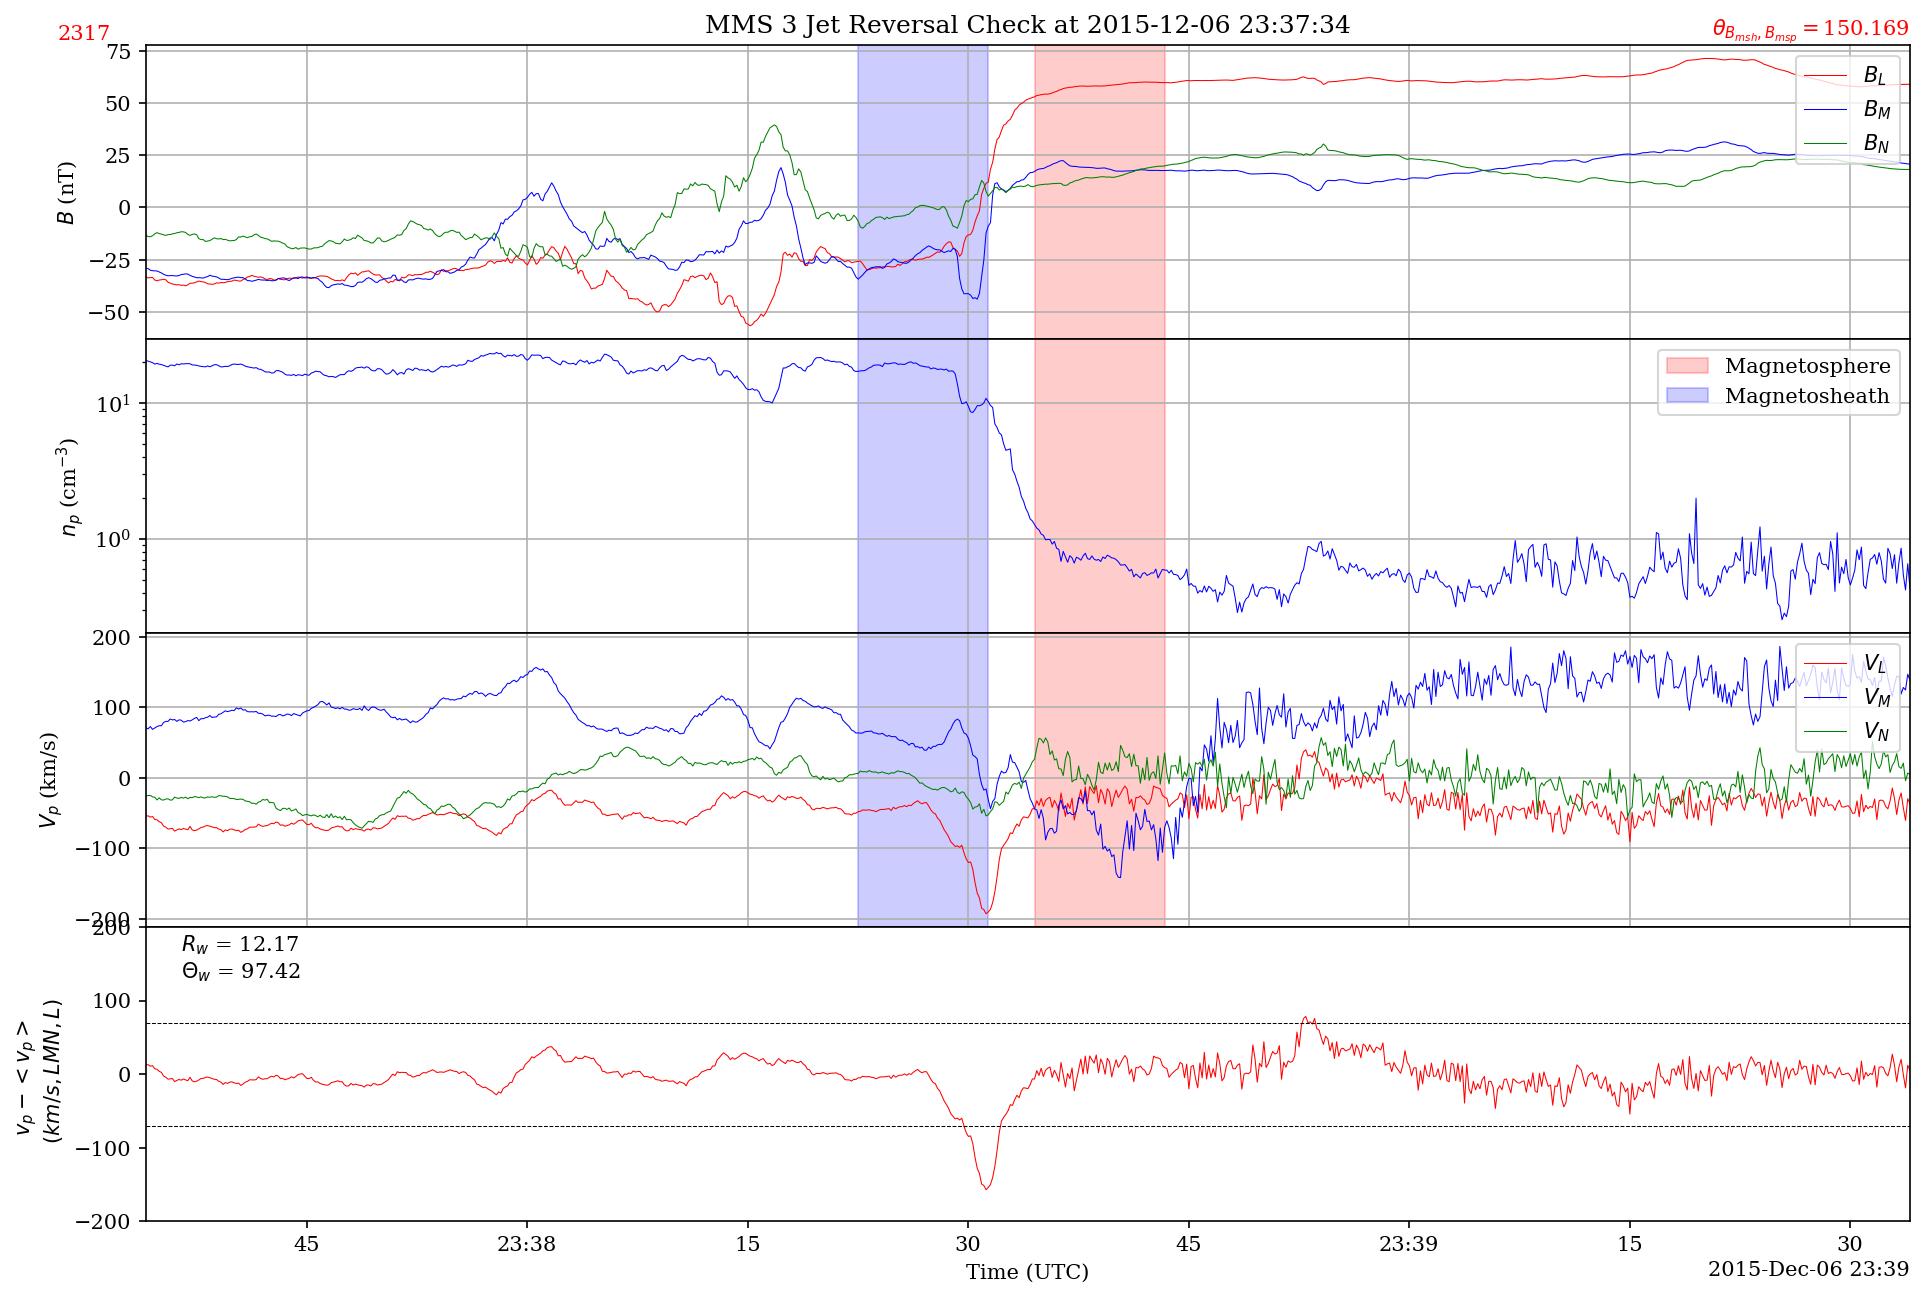 MMS 3 Jet Reversal Check at 2015-12-06 23:37:34
2317
θ_{B_{msh}, B_{msp}} = 150.169
75
50
25
0
−25
−50
B (nT)
B_L
B_M
B_N
10^1
10^0
n_p (cm^{−3})
Magnetosphere
Magnetosheath
200
100
0
−100
−200
V_p (km/s)
V_L
V_M
V_N
200
100
0
−100
−200
v_p − <v_p>
(km/s, LMN, L)
R_w = 12.17
Θ_w = 97.42
45 23:38 15 30 45 23:39 15 30
Time (UTC)
2015-Dec-06 23:39